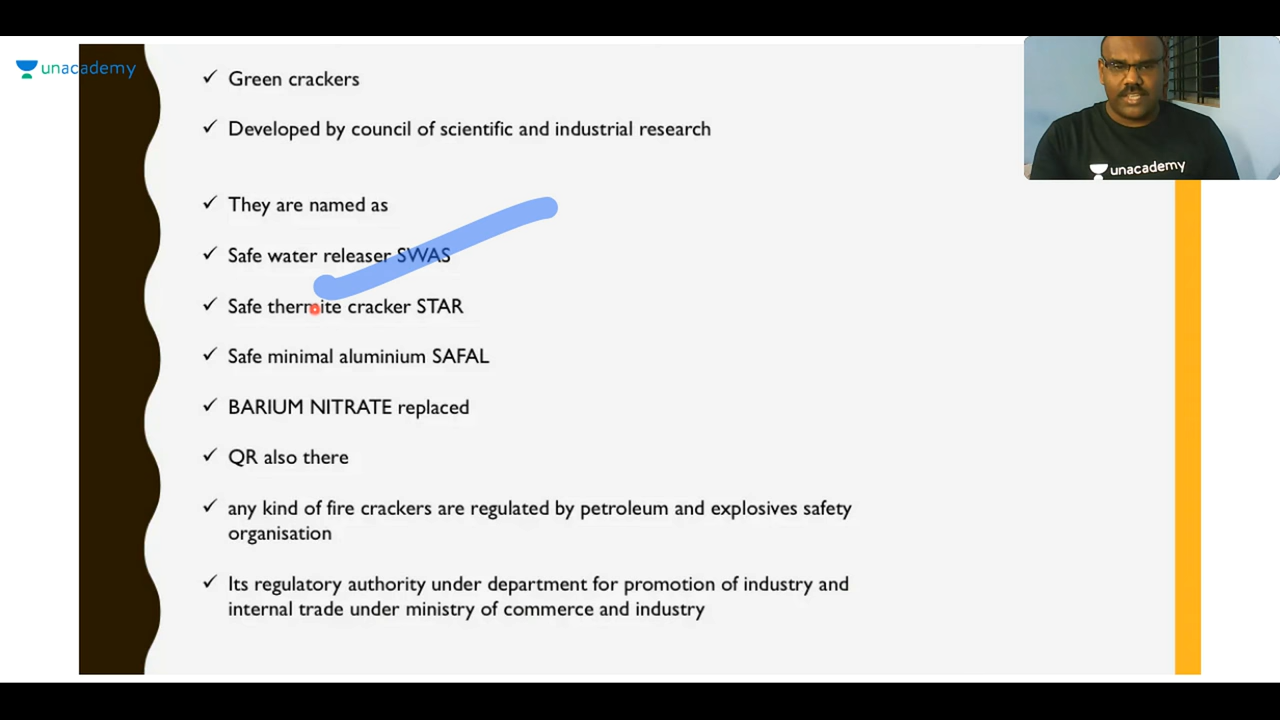 unacademy
Green crackers
Developed by council of scientific and industrial research
unacademy
They are named as
Safe water releaser SWAS
Safe thermite cracker STAR
Safe minimal aluminium SAFAL
BARIUM NITRATE replaced
QR also there
any kind of fire crackers are regulated by petroleum and explosives safety
organisation
Its regulatory authority under department for promotion of industry and
internal trade under ministry of commerce and industry